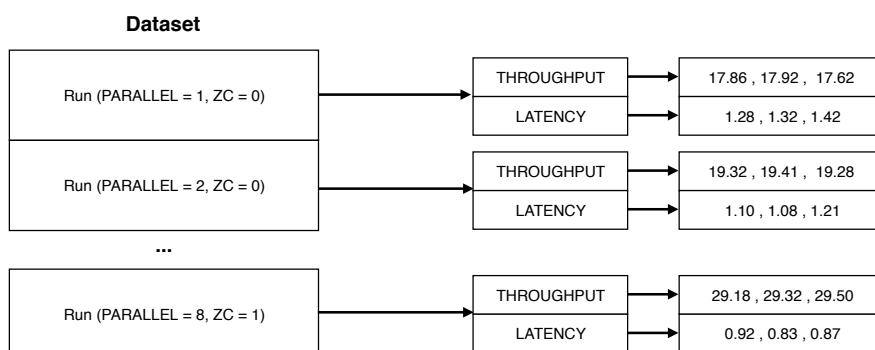 Dataset
Run (PARALLEL = 1, ZC = 0)
THROUGHPUT
17.86 , 17.92 , 17.62
LATENCY
1.28 , 1.32 , 1.42
Run (PARALLEL = 2, ZC = 0)
THROUGHPUT
19.32 , 19.41 , 19.28
LATENCY
1.10 , 1.08 , 1.21
...
Run (PARALLEL = 8, ZC = 1)
THROUGHPUT
29.18 , 29.32 , 29.50
LATENCY
0.92 , 0.83 , 0.87